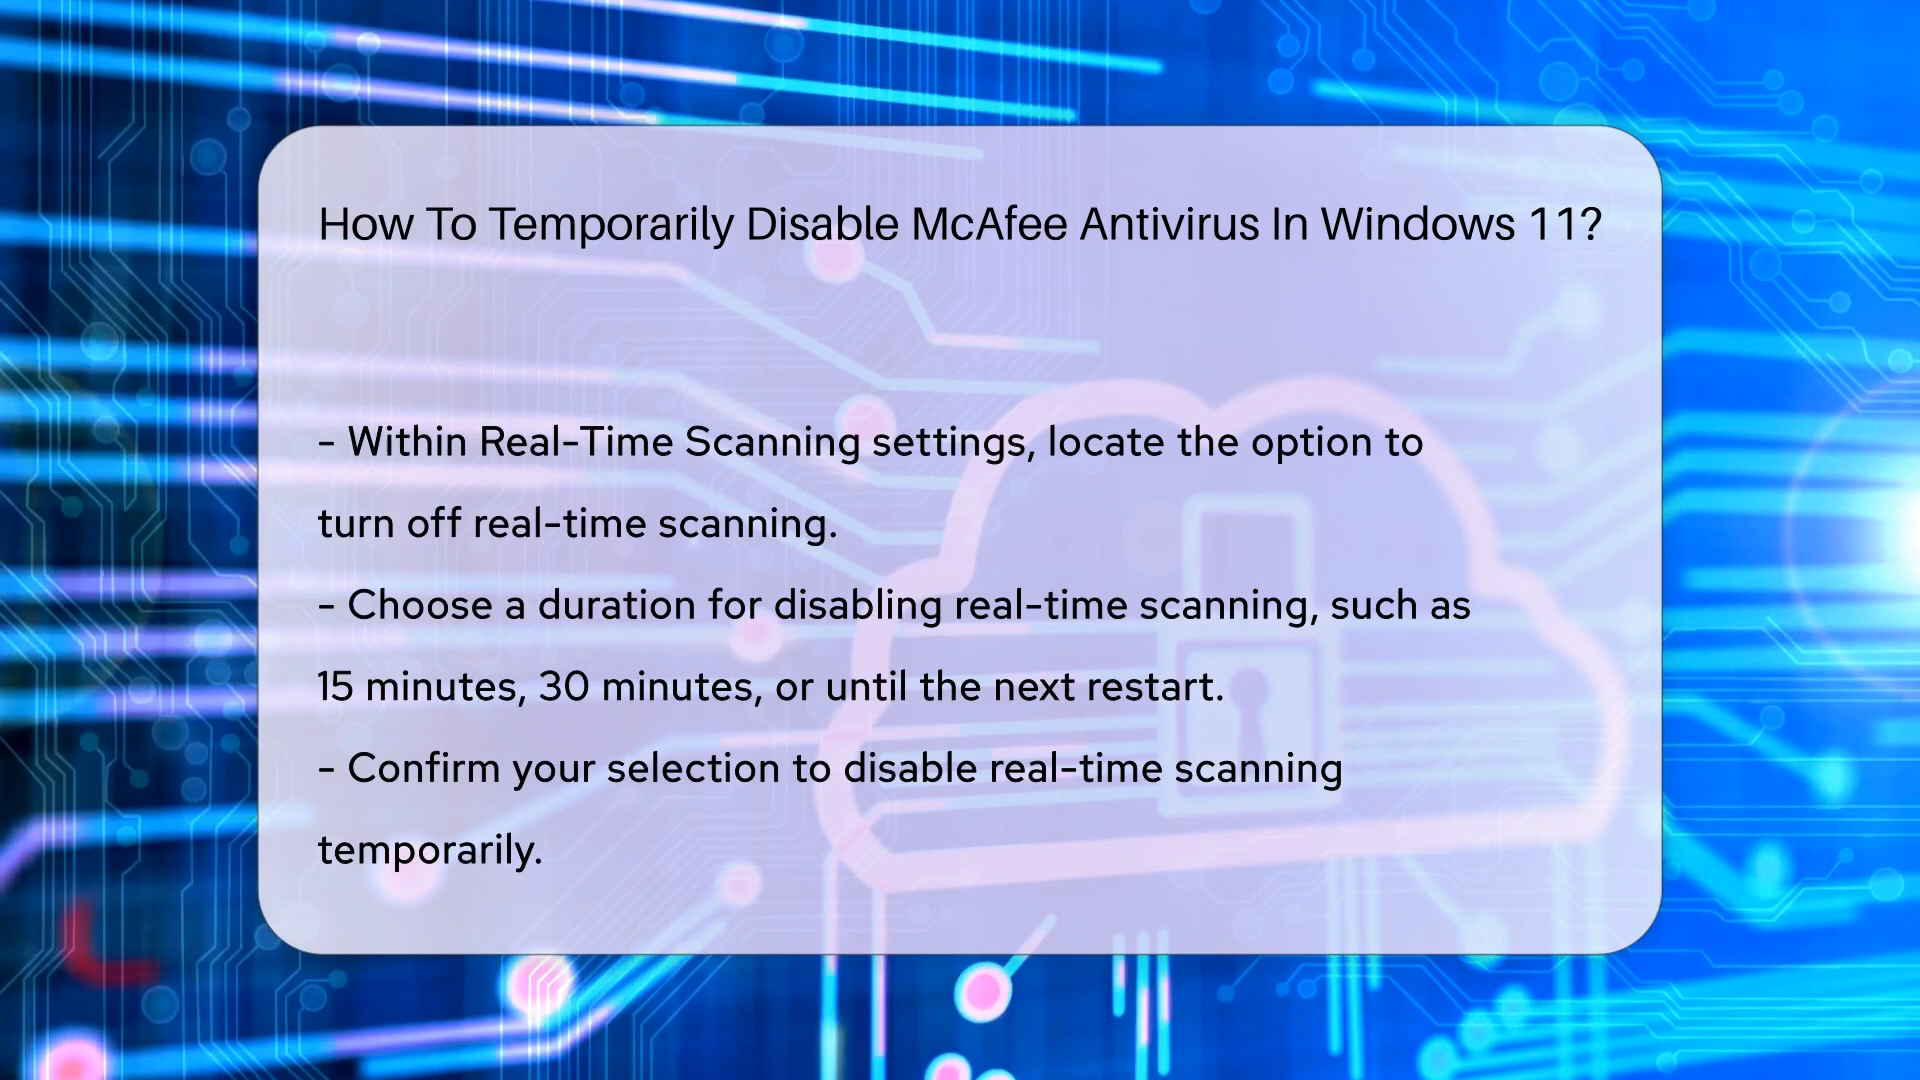 How To Temporarily Disable McAfee Antivirus In Windows 11?
- Within Real-Time Scanning settings, locate the option to
turn off real-time scanning.
- Choose a duration for disabling real-time scanning, such as
15 minutes, 30 minutes, or until the next restart.
- Confirm your selection to disable real-time scanning
temporarily.